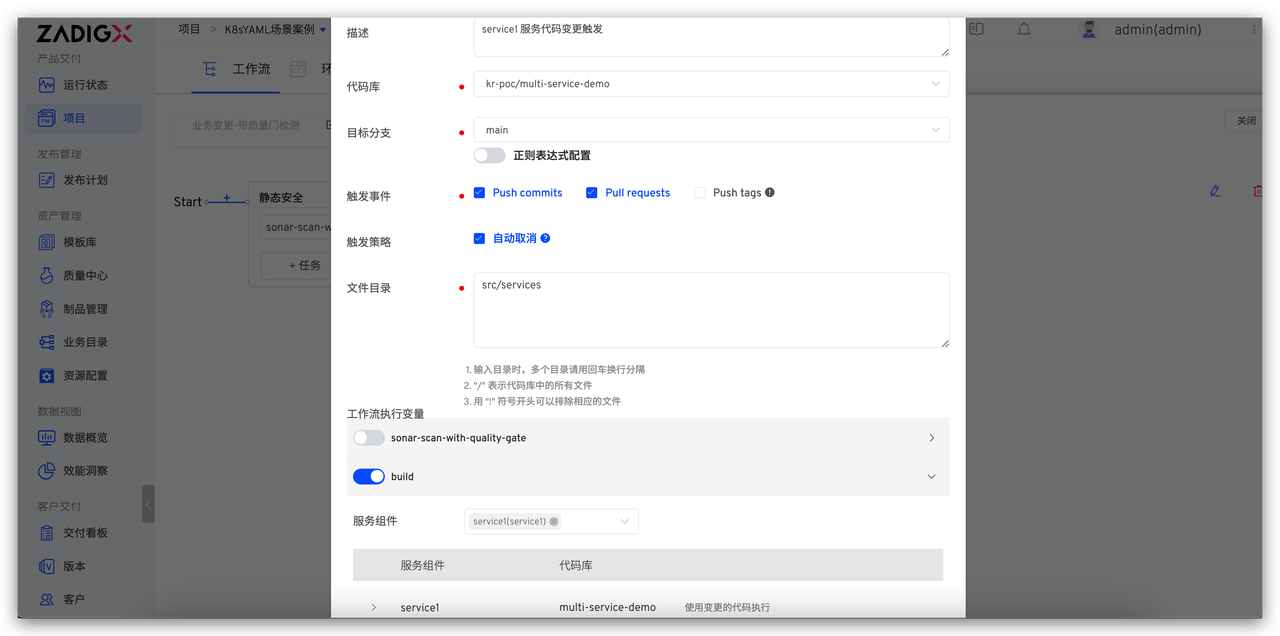 ZADIGX
项目 > K8sYAML场景案例
admin(admin)
产品交付
运行状态
项目
发布管理
发布计划
资产管理
模板库
质量中心
制品管理
业务目录
资源配置
数据视图
数据概览
效能洞察
客户交付
交付看板
版本
客户
工作流
环
业务变更-带质量门检测
关闭
Start
静态安全
sonar-scan-w
+ 任务
描述
service1 服务代码变更触发
代码库
kr-poc/multi-service-demo
目标分支
main
正则表达式配置
触发事件
Push commits
Pull requests
Push tags
触发策略
自动取消
文件目录
src/services
1. 输入目录时，多个目录请用回车换行分隔
2. "/" 表示代码库中的所有文件
3. 用 "!" 符号开头可以排除相应的文件
工作流执行变量
sonar-scan-with-quality-gate
build
服务组件
service1(service1)
服务组件 代码库
service1 multi-service-demo 使用变更的代码执行